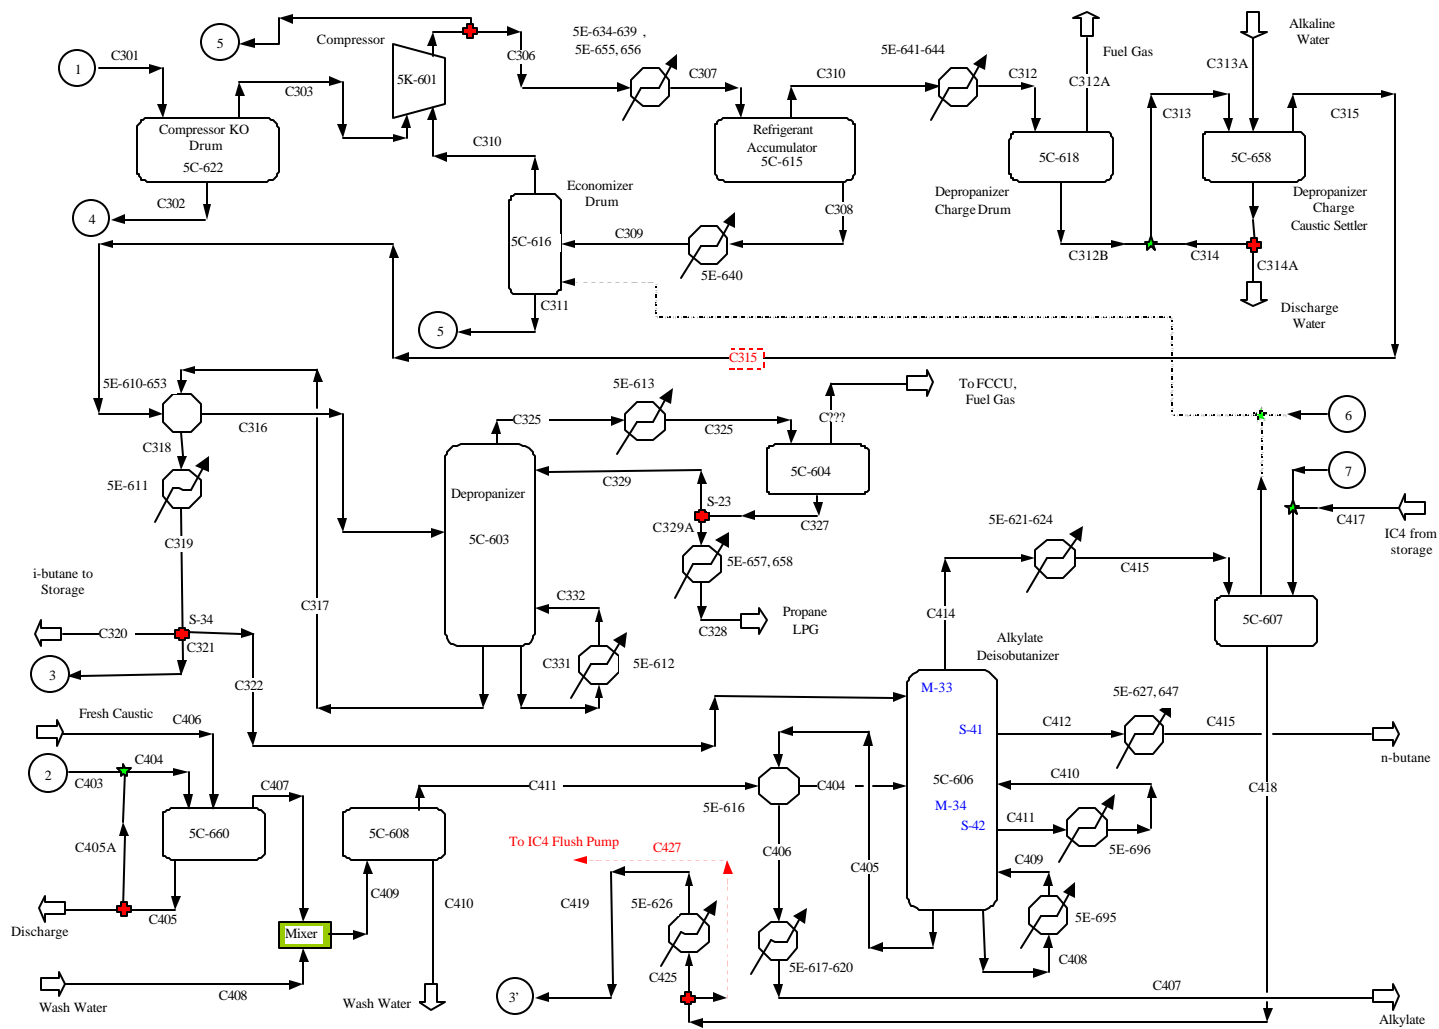 5
Compressor
5E-634-639 ,
5E-655, 656
5E-641-644
Fuel Gas
Alkaline
Water
1
C301
C303
5K-601
C306
C307
C310
C312
C312A
C313A
C313
C315
Compressor KO
Drum
5C-622
C310
Refrigerant
Accumulator
5C-615
5C-618
5C-658
C302
4
Economizer
Drum
5C-616
C308
C309
5E-640
Depropanizer
Charge Drum
Depropanizer
Charge
Caustic Settler
C312B
C314
C314A
C311
5
Discharge
Water
C315
5E-610-653
C316
C318
5E-611
C319
5E-613
C325
C325
C???
To FCCU,
Fuel Gas
6
5C-604
7
Depropanizer
5C-603
C329
S-23
C327
C329A
5E-657, 658
5E-621-624
C417
IC4 from
storage
C415
i-butane to
Storage
C317
C332
C331
5E-612
C328
Propane
LPG
C414
5C-607
S-34
C320
C321
3
C322
Alkylate
Deisobutanizer
M-33
S-41
5C-606
M-34
S-42
C412
5E-627, 647
C415
n-butane
Fresh Caustic
C406
2
C403
C404
C407
C411
5E-616
C404
C410
C418
5C-660
5C-608
C411
5E-696
C405A
To IC4 Flush Pump
C427
C406
C405
C409
C409
C410
C419
5E-626
5E-695
Discharge
C405
Mixer
C425
5E-617-620
C408
C408
Wash Water
Wash Water
3'
C407
Alkylate